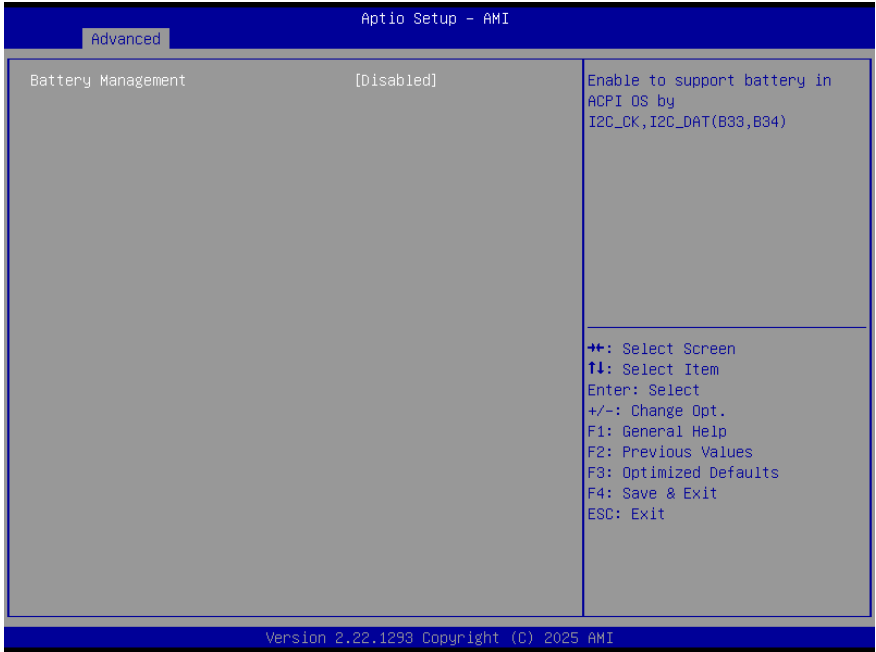 Aptio Setup – AMI
Advanced
Battery Management [Disabled]
Enable to support battery in
ACPI OS by
I2C_CK,I2C_DAT(B33,B34)
→←: Select Screen
↑↓: Select Item
Enter: Select
+/-: Change Opt.
F1: General Help
F2: Previous Values
F3: Optimized Defaults
F4: Save & Exit
ESC: Exit
Version 2.22.1293 Copyright (C) 2025 AMI